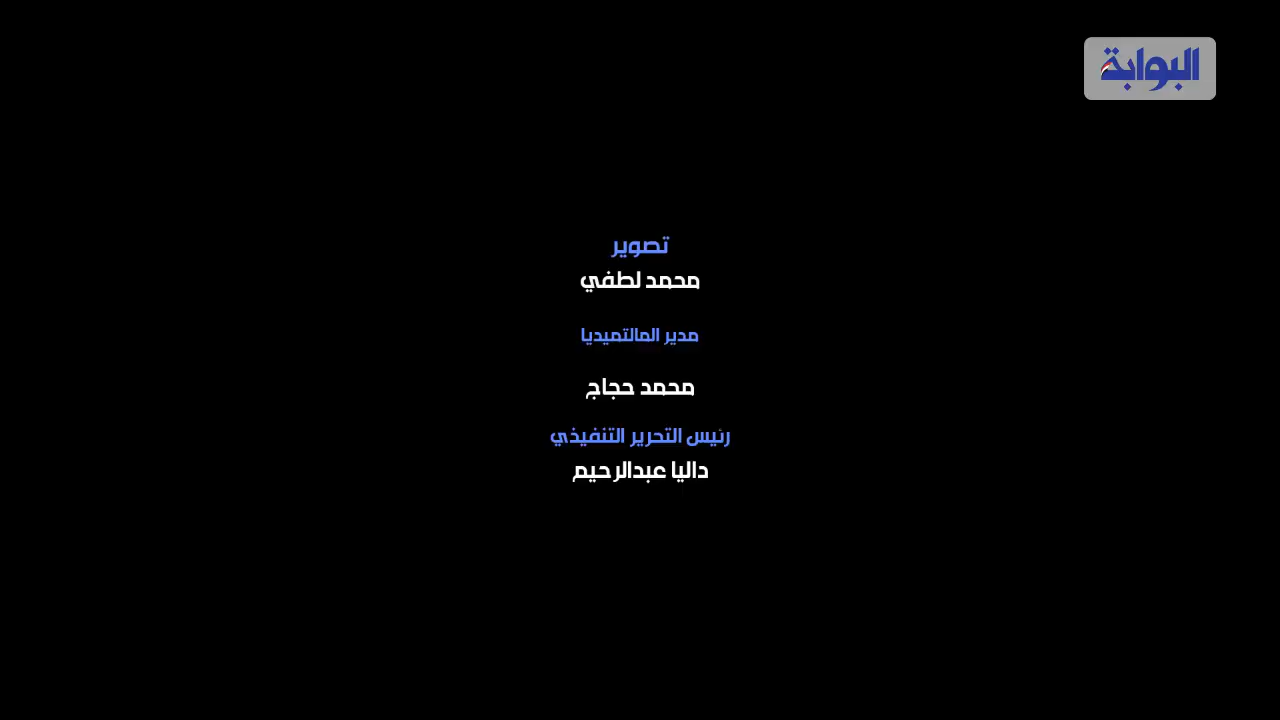 البوابة
تصوير
محمد لطفي
مدير المالتميديا
محمد حجاج
رئيس التحرير التنفيذي
داليا عبدالرحيم